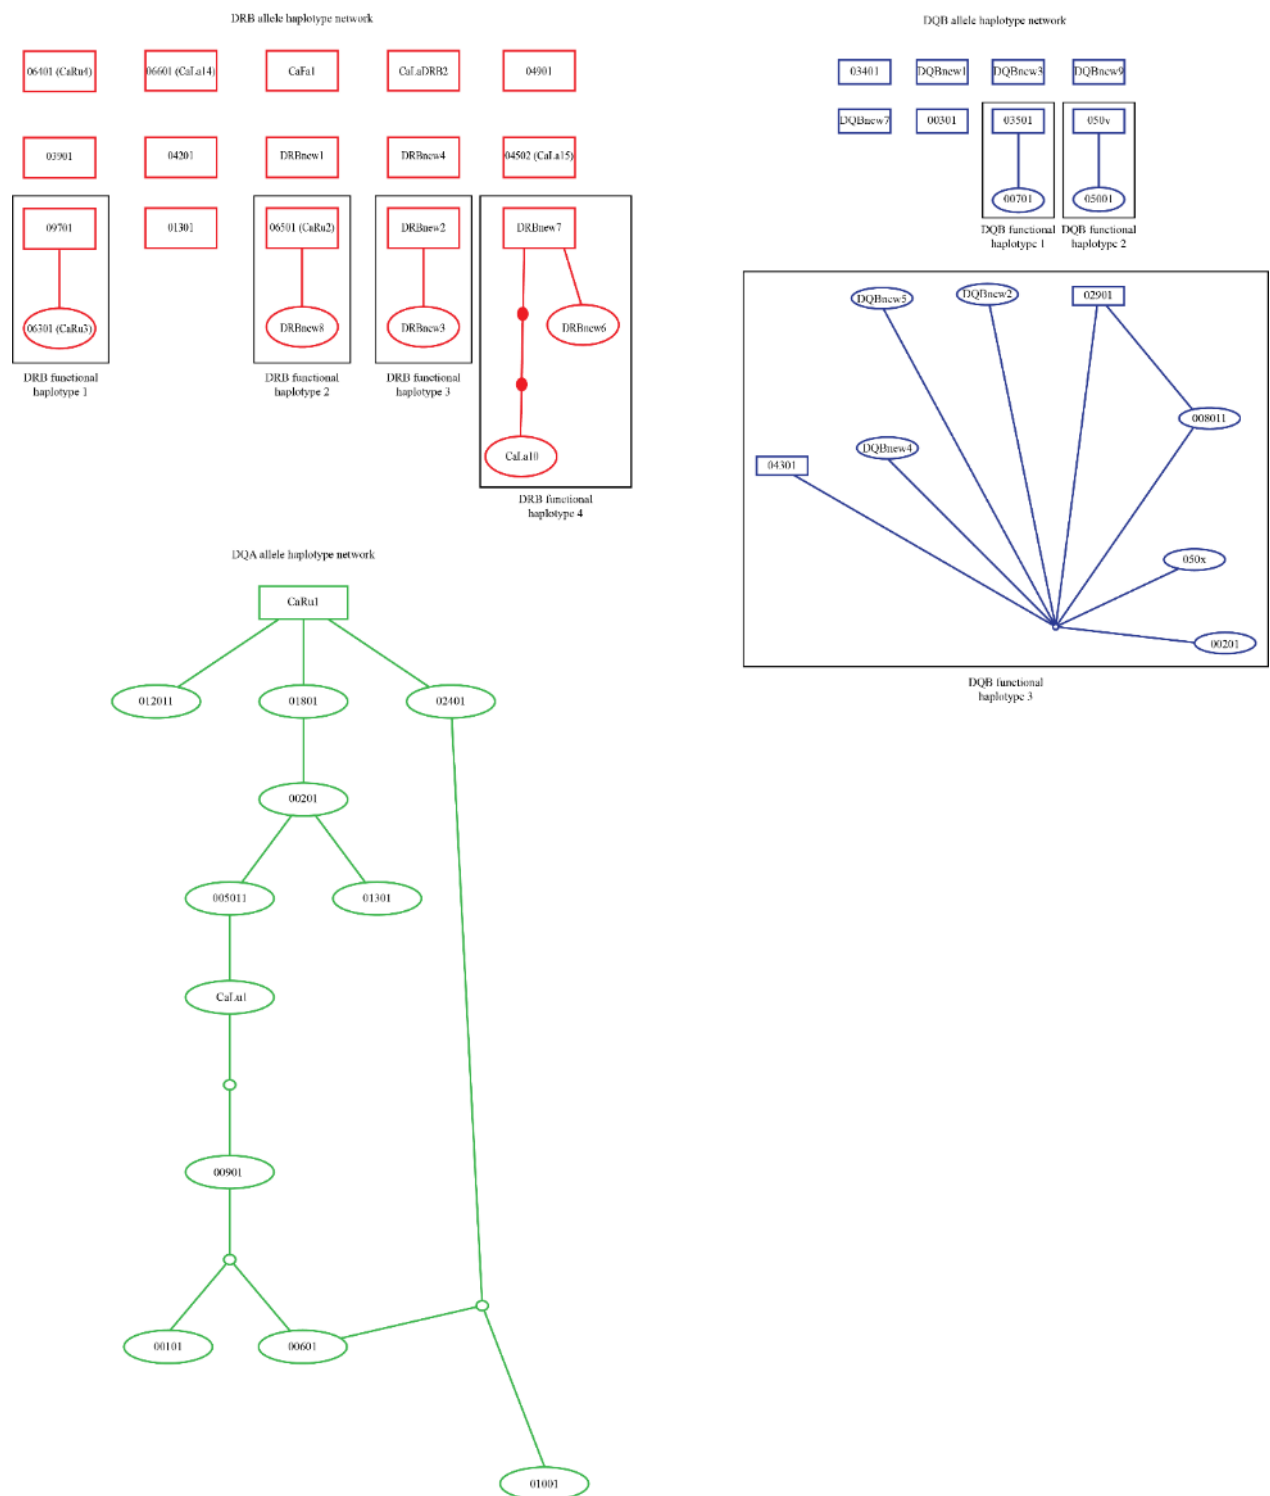 DRB allele haplotype network
06401 (CaRu4)
06601 (CaLa14)
CaFa1
CaLaDRB2
04901
03901
04201
DRBnew1
DRBnew4
04502 (CaLa15)
09701
01301
06501 (CaRu2)
DRBnew2
DRBnew7
06301 (CaRu3)
DRBnew8
DRBnew3
DRBnew6
CaLa10
DRB functional
haplotype 1
DRB functional
haplotype 2
DRB functional
haplotype 3
DRB functional
haplotype 4
DQB allele haplotype network
03401
DQBnew1
DQBnew3
DQBnew9
DQBnew7
00301
03501
050v
00701
05001
DQB functional
haplotype 1
DQB functional
haplotype 2
DQBnew5
DQBnew2
02901
008011
DQBnew4
04301
050x
00201
DQB functional
haplotype 3
DQA allele haplotype network
CaRu1
012011
01801
02401
00201
005011
01301
CaLu1
00901
00101
00601
01001